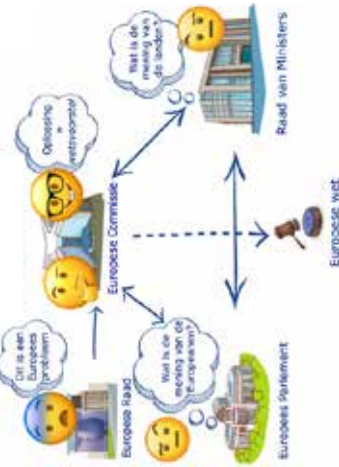 Dit is een
Europees
probleem
Europese Raad
Oplossing
=
wetsvoorstel
Europese Commissie
Wat is de
mening van
de landen?
Raad van Ministers
Wat is de
mening van de
Europeanen?
Europees Parlement
Europese wet